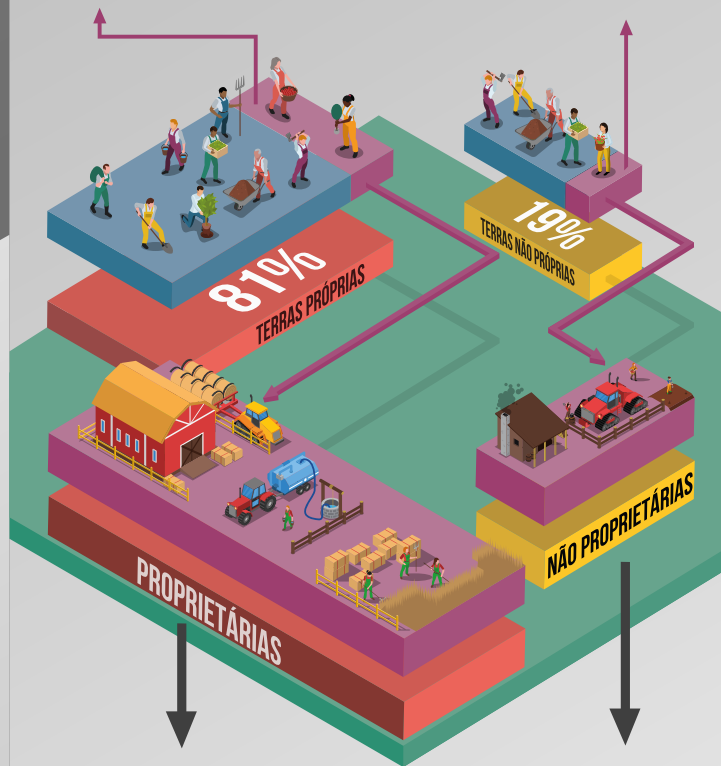 81%
TERRAS PRÓPRIAS
19%
TERRAS NÃO PRÓPRIAS
PROPRIETÁRIAS
NÃO PROPRIETÁRIAS